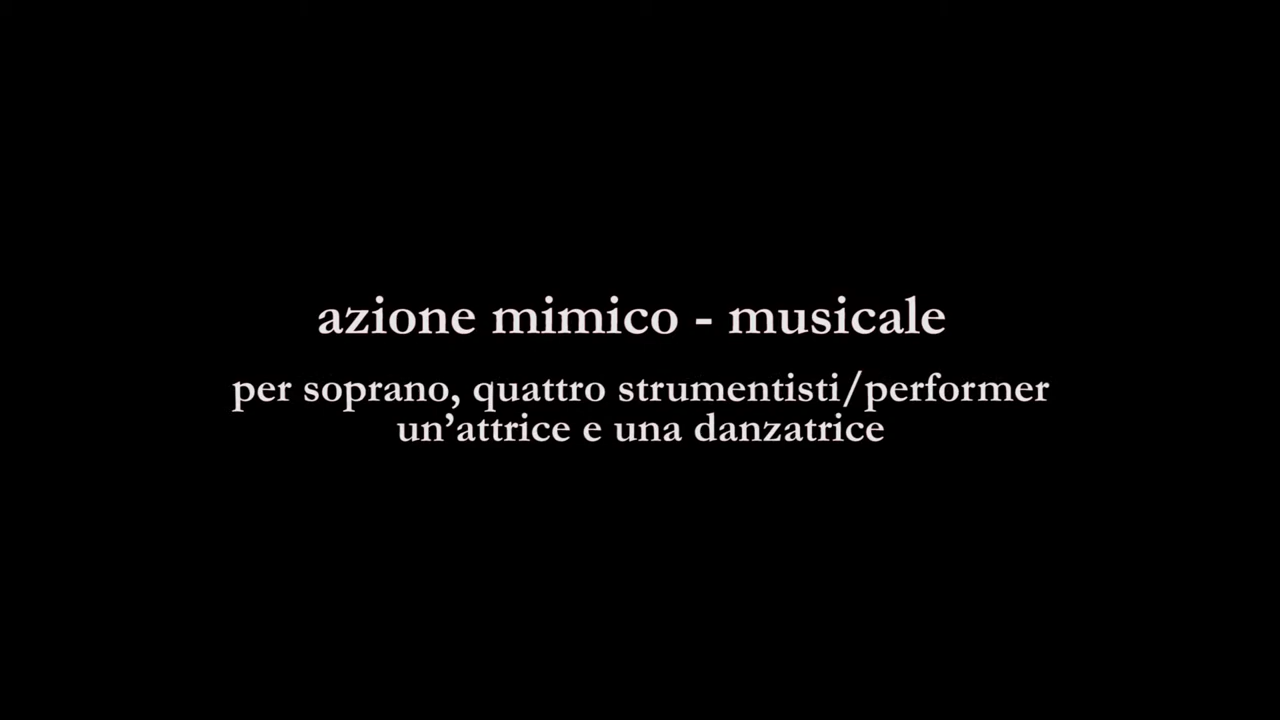 azione mimico - musicale
per soprano, quattro strumentisti/performer
un’attrice e una danzatrice